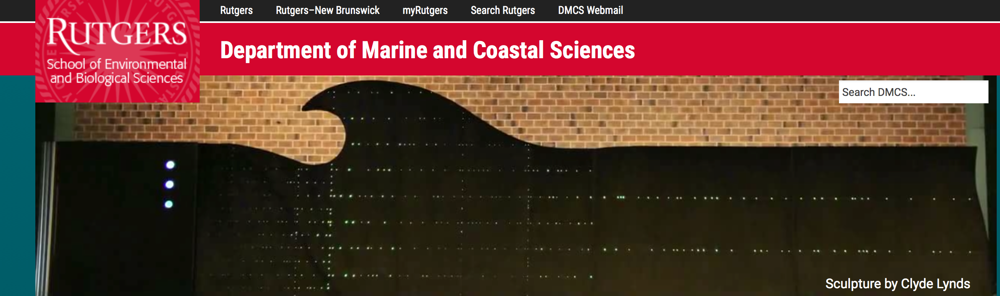 Rutgers Rutgers–New Brunswick myRutgers Search Rutgers DMCS Webmail
RUTGERS
School of Environmental
and Biological Sciences
Department of Marine and Coastal Sciences
Search DMCS...
Sculpture by Clyde Lynds